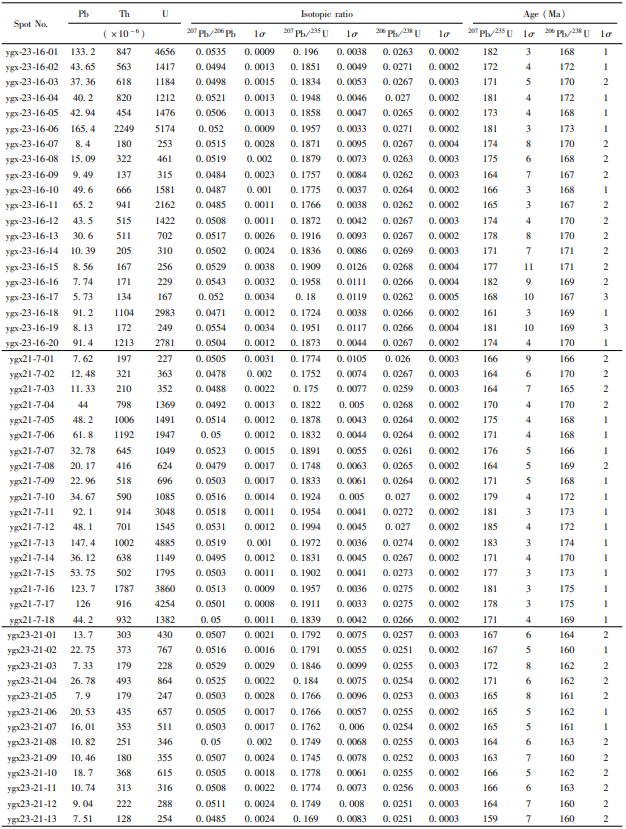 Spot No. Pb Th U Isotopic ratio Age (Ma)
(×10⁻⁶) ²⁰⁷Pb/²⁰⁶Pb 1σ ²⁰⁷Pb/²³⁵U 1σ ²⁰⁶Pb/²³⁸U 1σ ²⁰⁷Pb/²³⁵U 1σ ²⁰⁶Pb/²³⁸U 1σ
ygx-23-16-01 133.2 847 4656 0.0535 0.0009 0.196 0.0038 0.0263 0.0002 182 3 168 1
ygx-23-16-02 43.65 563 1417 0.0494 0.0013 0.1851 0.0049 0.0271 0.0002 172 4 172 1
ygx-23-16-03 37.36 618 1184 0.0498 0.0015 0.1834 0.0053 0.0267 0.0003 171 5 170 2
ygx-23-16-04 40.2 820 1212 0.0521 0.0013 0.1948 0.0046 0.027 0.0002 181 4 172 1
ygx-23-16-05 42.94 454 1476 0.0506 0.0013 0.1858 0.0047 0.0265 0.0002 173 4 168 1
ygx-23-16-06 165.4 2249 5174 0.052 0.0009 0.1957 0.0033 0.0271 0.0002 181 3 173 1
ygx-23-16-07 8.4 180 253 0.0515 0.0028 0.1871 0.0095 0.0267 0.0004 174 8 170 2
ygx-23-16-08 15.09 322 461 0.0519 0.002 0.1879 0.0073 0.0263 0.0003 175 6 168 2
ygx-23-16-09 9.49 137 315 0.0484 0.0023 0.1757 0.0084 0.0262 0.0003 164 7 167 2
ygx-23-16-10 49.6 666 1581 0.0487 0.001 0.1775 0.0037 0.0264 0.0002 166 3 168 1
ygx-23-16-11 65.2 941 2162 0.0485 0.0011 0.1766 0.0038 0.0262 0.0002 165 3 167 2
ygx-23-16-12 43.5 515 1422 0.0508 0.0011 0.1872 0.0042 0.0267 0.0003 174 4 170 2
ygx-23-16-13 30.6 511 702 0.0517 0.0026 0.1916 0.0093 0.0267 0.0004 178 8 170 2
ygx-23-16-14 10.39 205 310 0.0502 0.0024 0.1836 0.0086 0.0269 0.0003 171 7 171 2
ygx-23-16-15 8.56 167 256 0.0529 0.0038 0.1909 0.0126 0.0268 0.0004 177 11 171 2
ygx-23-16-16 7.74 171 229 0.0543 0.0032 0.1958 0.0111 0.0266 0.0004 182 9 169 2
ygx-23-16-17 5.73 134 167 0.052 0.0034 0.18 0.0119 0.0262 0.0005 168 10 167 3
ygx-23-16-18 91.2 1104 2983 0.0471 0.0012 0.1724 0.0038 0.0266 0.0002 161 3 169 1
ygx-23-16-19 8.13 172 249 0.0554 0.0034 0.1951 0.0117 0.0266 0.0004 181 10 169 3
ygx-23-16-20 91.4 1213 2781 0.0504 0.0012 0.1873 0.0044 0.0267 0.0002 174 4 170 1
ygx21-7-01 7.62 197 227 0.0505 0.0031 0.1774 0.0105 0.026 0.0003 166 9 166 2
ygx21-7-02 12.48 321 363 0.0478 0.002 0.1752 0.0074 0.0267 0.0003 164 6 170 2
ygx21-7-03 11.33 210 352 0.0488 0.0022 0.175 0.0077 0.0259 0.0003 164 7 165 2
ygx21-7-04 44 798 1369 0.0492 0.0013 0.1822 0.005 0.0268 0.0002 170 4 170 2
ygx21-7-05 48.2 1006 1491 0.0514 0.0012 0.1878 0.0043 0.0264 0.0002 175 4 168 1
ygx21-7-06 61.8 1192 1947 0.05 0.0012 0.1832 0.0044 0.0264 0.0002 171 4 168 1
ygx21-7-07 32.78 645 1049 0.0523 0.0015 0.1891 0.0055 0.0261 0.0002 176 5 166 1
ygx21-7-08 20.17 416 624 0.0479 0.0017 0.1748 0.0063 0.0265 0.0002 164 5 169 2
ygx21-7-09 22.96 518 696 0.0503 0.0017 0.1833 0.0061 0.0264 0.0002 171 5 168 1
ygx21-7-10 34.67 590 1085 0.0516 0.0014 0.1924 0.005 0.027 0.0002 179 4 172 1
ygx21-7-11 92.1 914 3048 0.0518 0.0011 0.1954 0.0041 0.0272 0.0002 181 3 173 1
ygx21-7-12 48.1 701 1545 0.0531 0.0012 0.1994 0.0045 0.027 0.0002 185 4 172 1
ygx21-7-13 147.4 1002 4885 0.0519 0.001 0.1972 0.0036 0.0274 0.0002 183 3 174 1
ygx21-7-14 36.12 638 1149 0.0495 0.0012 0.1831 0.0045 0.0267 0.0002 171 4 170 1
ygx21-7-15 53.75 502 1795 0.0503 0.0011 0.1902 0.0041 0.0273 0.0002 177 3 173 1
ygx21-7-16 123.7 1787 3860 0.0513 0.0009 0.1957 0.0036 0.0275 0.0002 181 3 175 1
ygx21-7-17 126 916 4254 0.0501 0.0008 0.1911 0.0033 0.0275 0.0002 178 3 175 1
ygx21-7-18 44.2 932 1382 0.05 0.0011 0.1839 0.0042 0.0266 0.0002 171 4 169 1
ygx23-21-01 13.7 303 430 0.0507 0.0021 0.1792 0.0075 0.0257 0.0003 167 6 164 2
ygx23-21-02 22.75 373 767 0.0516 0.0016 0.1791 0.0055 0.0251 0.0002 167 5 160 1
ygx23-21-03 7.33 179 228 0.0529 0.0029 0.1846 0.0099 0.0255 0.0003 172 8 162 2
ygx23-21-04 26.78 493 864 0.0525 0.0022 0.184 0.0075 0.0254 0.0002 171 6 162 2
ygx23-21-05 7.9 179 247 0.0503 0.0028 0.1766 0.0096 0.0253 0.0003 165 8 161 2
ygx23-21-06 20.53 435 657 0.0505 0.0017 0.1766 0.0057 0.0255 0.0002 165 5 162 1
ygx23-21-07 16.01 353 511 0.0503 0.0017 0.1762 0.006 0.0254 0.0002 165 5 161 1
ygx23-21-08 10.82 251 346 0.05 0.002 0.1749 0.0068 0.0255 0.0003 164 6 163 2
ygx23-21-09 10.46 180 355 0.0507 0.0024 0.1745 0.0078 0.0252 0.0003 163 7 160 2
ygx23-21-10 18.7 368 615 0.0505 0.0018 0.1778 0.0061 0.0255 0.0002 166 5 162 2
ygx23-21-11 10.74 313 316 0.0508 0.0022 0.1774 0.0073 0.0256 0.0003 166 6 163 2
ygx23-21-12 9.04 222 288 0.0511 0.0024 0.1749 0.008 0.0251 0.0003 164 7 160 2
ygx23-21-13 7.51 128 254 0.0485 0.0024 0.169 0.0083 0.0251 0.0003 159 7 160 2